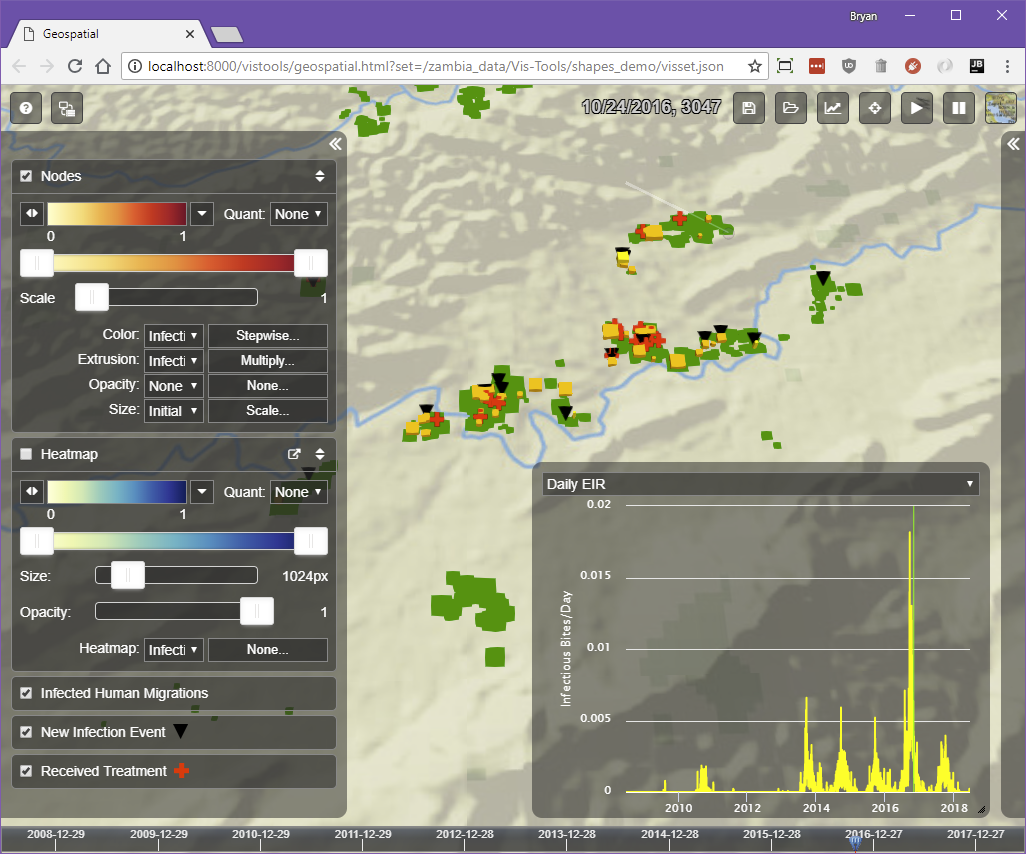 Bryan
Geospatial
localhost:8000/vistools/geospatial.html?set=/zambia_data/Vis-Tools/shapes_demo/visset.json
JB
10/24/2016, 3047
Nodes
Quant: None
0 1
Scale 1
Color: Infecti Stepwise...
Extrusion: Infecti Multiply...
Opacity: None None...
Size: Initial Scale...
Heatmap
Quant: None
0 1
Size: 1024px
Opacity: 1
Heatmap: Infecti None...
Infected Human Migrations
New Infection Event
Received Treatment
Daily EIR
0.02
0.015
0.01
0.005
0
Infectious Bites/Day
2010 2012 2014 2016 2018
2008-12-29 2009-12-29 2010-12-29 2011-12-29 2012-12-28 2013-12-28 2014-12-28 2015-12-28 2016-12-27 2017-12-27